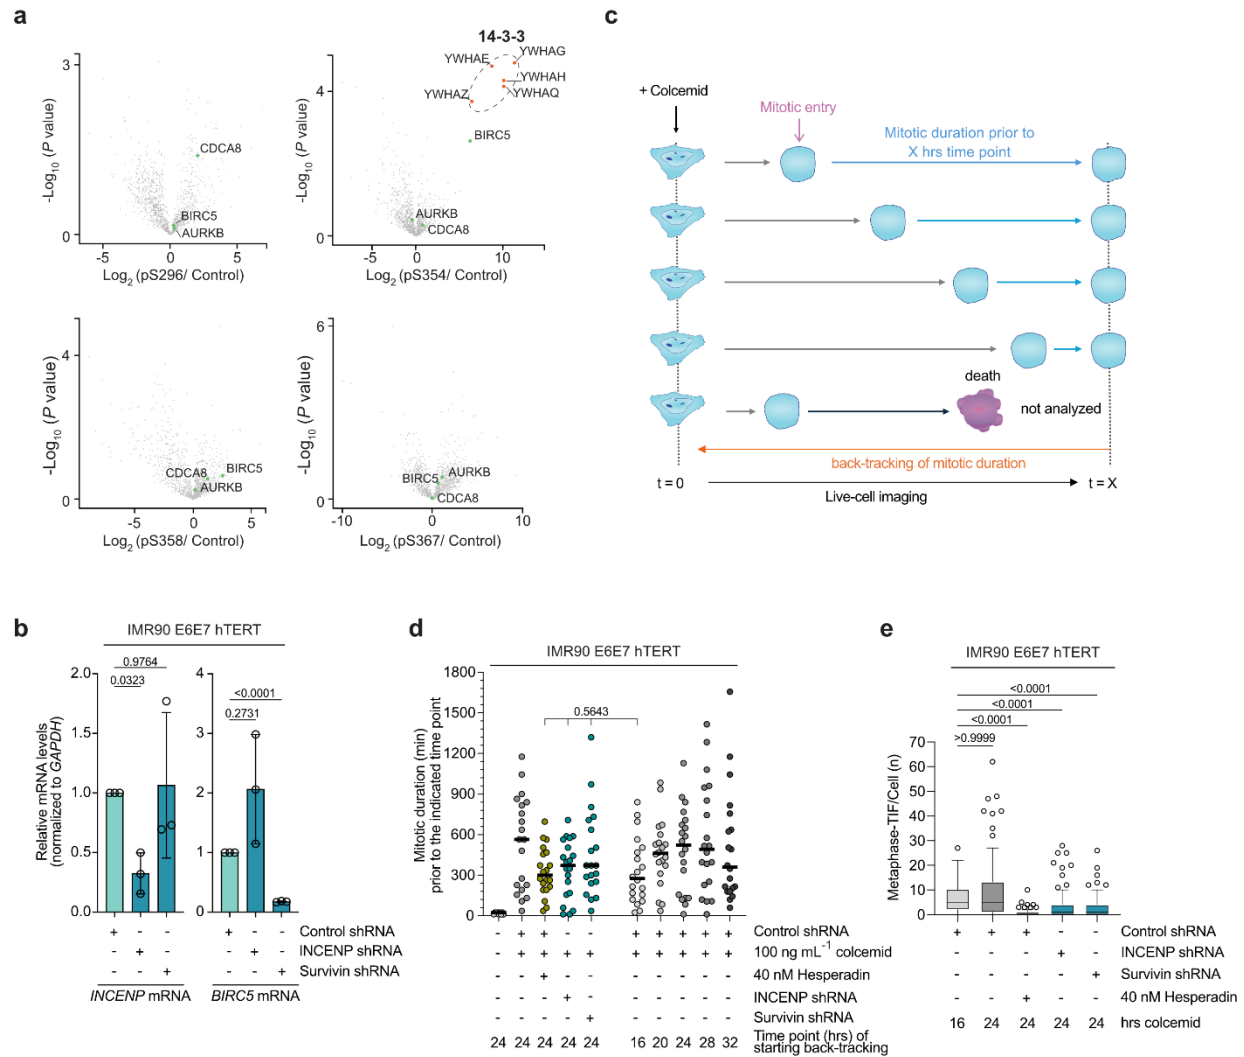 a
3
0
-Log10 (P value)
CDCA8
BIRC5
AURKB
-5 0 5
Log2 (pS296/ Control)
14-3-3
YWHAE
YWHAG
YWHAH
YWHAQ
YWHAZ
BIRC5
AURKB
CDCA8
4
0
-Log10 (P value)
-5 0 5 10
Log2 (pS354/ Control)
4
0
-Log10 (P value)
CDCA8
BIRC5
AURKB
-5 0 5
Log2 (pS358/ Control)
6
0
-Log10 (P value)
BIRC5
AURKB
CDCA8
-10 0 10
Log2 (pS367/ Control)
c
+ Colcemid
Mitotic entry
Mitotic duration prior to
X hrs time point
death
not analyzed
back-tracking of mitotic duration
t = 0
Live-cell imaging
t = X
b
IMR90 E6E7 hTERT
0.9764
0.0323
<0.0001
0.2731
Relative mRNA levels
(normalized to GAPDH)
2.0
1.5
1.0
0.5
0.0
4
3
2
1
0
+ - - + - - Control shRNA
- + - - + - INCENP shRNA
- - + - - + Survivin shRNA
INCENP mRNA
BIRC5 mRNA
d
IMR90 E6E7 hTERT
Mitotic duration (min)
prior to the indicated time point
1800
1500
1200
900
600
300
0
0.5643
- + + - - + + + + + Control shRNA
- + + + + + + + + + 100 ng mL-1 colcemid
- - + - - - - - - - 40 nM Hesperadin
- - - + - - - - - - INCENP shRNA
- - - - + - - - - - Survivin shRNA
24 24 24 24 24 16 20 24 28 32 Time point (hrs) of
starting back-tracking
e
IMR90 E6E7 hTERT
<0.0001
<0.0001
<0.0001
>0.9999
Metaphase-TIF/Cell (n)
70
60
50
40
30
20
10
0
+ + + - - Control shRNA
- - - + - INCENP shRNA
- - - - + Survivin shRNA
- - + - - 40 nM Hesperadin
16 24 24 24 24 hrs colcemid